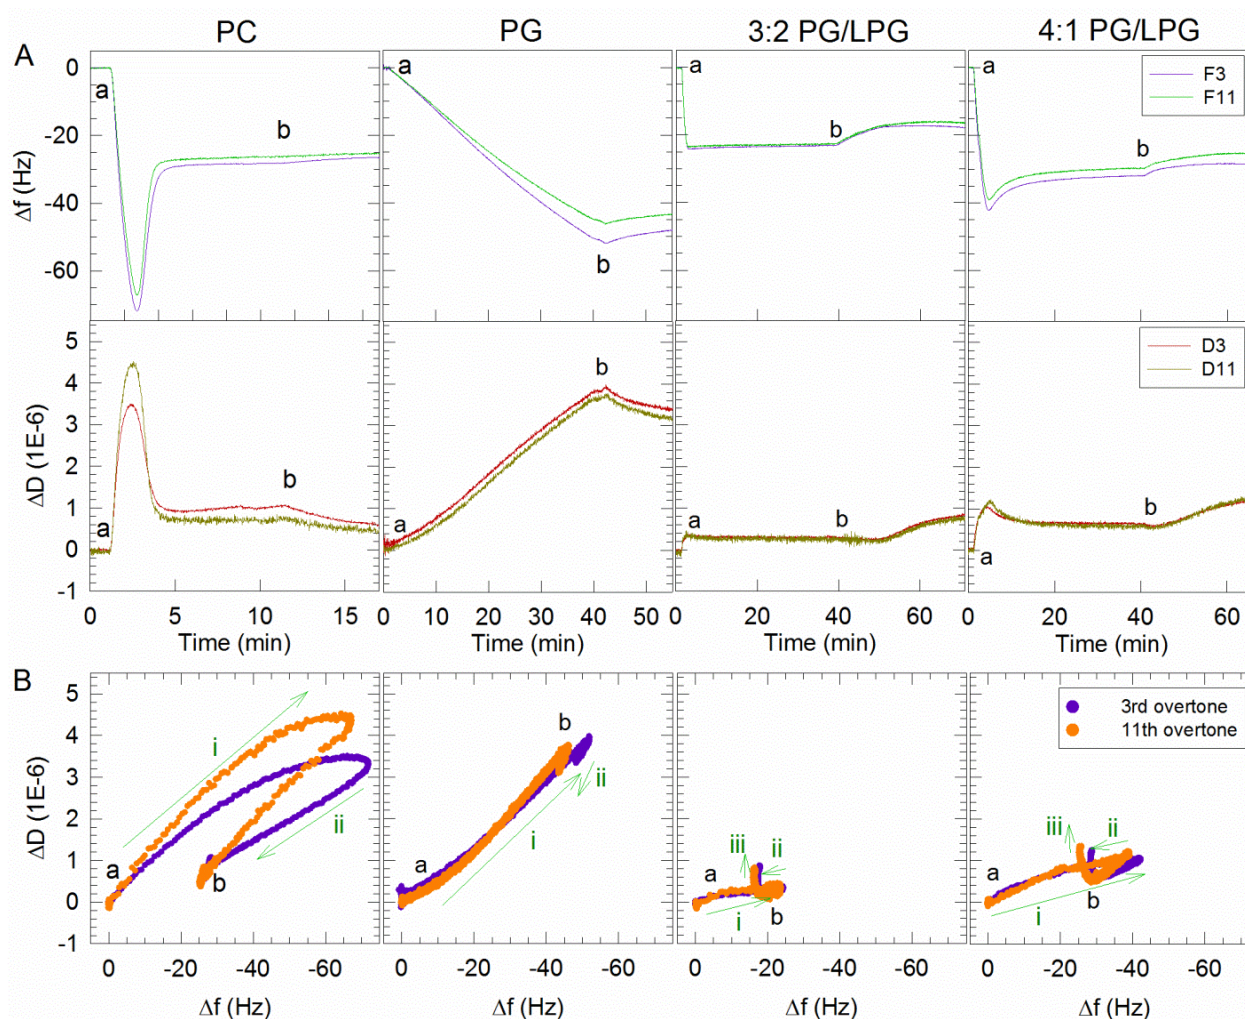 PC PG 3:2 PG/LPG 4:1 PG/LPG
A
0 a a a a F3
F11
-20
-40
-60
Δf (Hz)
b b b b
5 D3
D11
4
3
2
1
0
-1
ΔD (1E-6)
a a a a
b b b b
0 5 10 15 0 10 20 30 40 50 0 20 40 60 0 20 40 60
Time (min) Time (min) Time (min) Time (min)
B
5 3rd overtone
11th overtone
4
3
2
1
0
-1
ΔD (1E-6)
i ii a b
a i ii b
a i ii iii b
a i ii iii b
0 -20 -40 -60 0 -20 -40 -60 0 -20 -40 -60 0 -20 -40 -60
Δf (Hz) Δf (Hz) Δf (Hz) Δf (Hz)